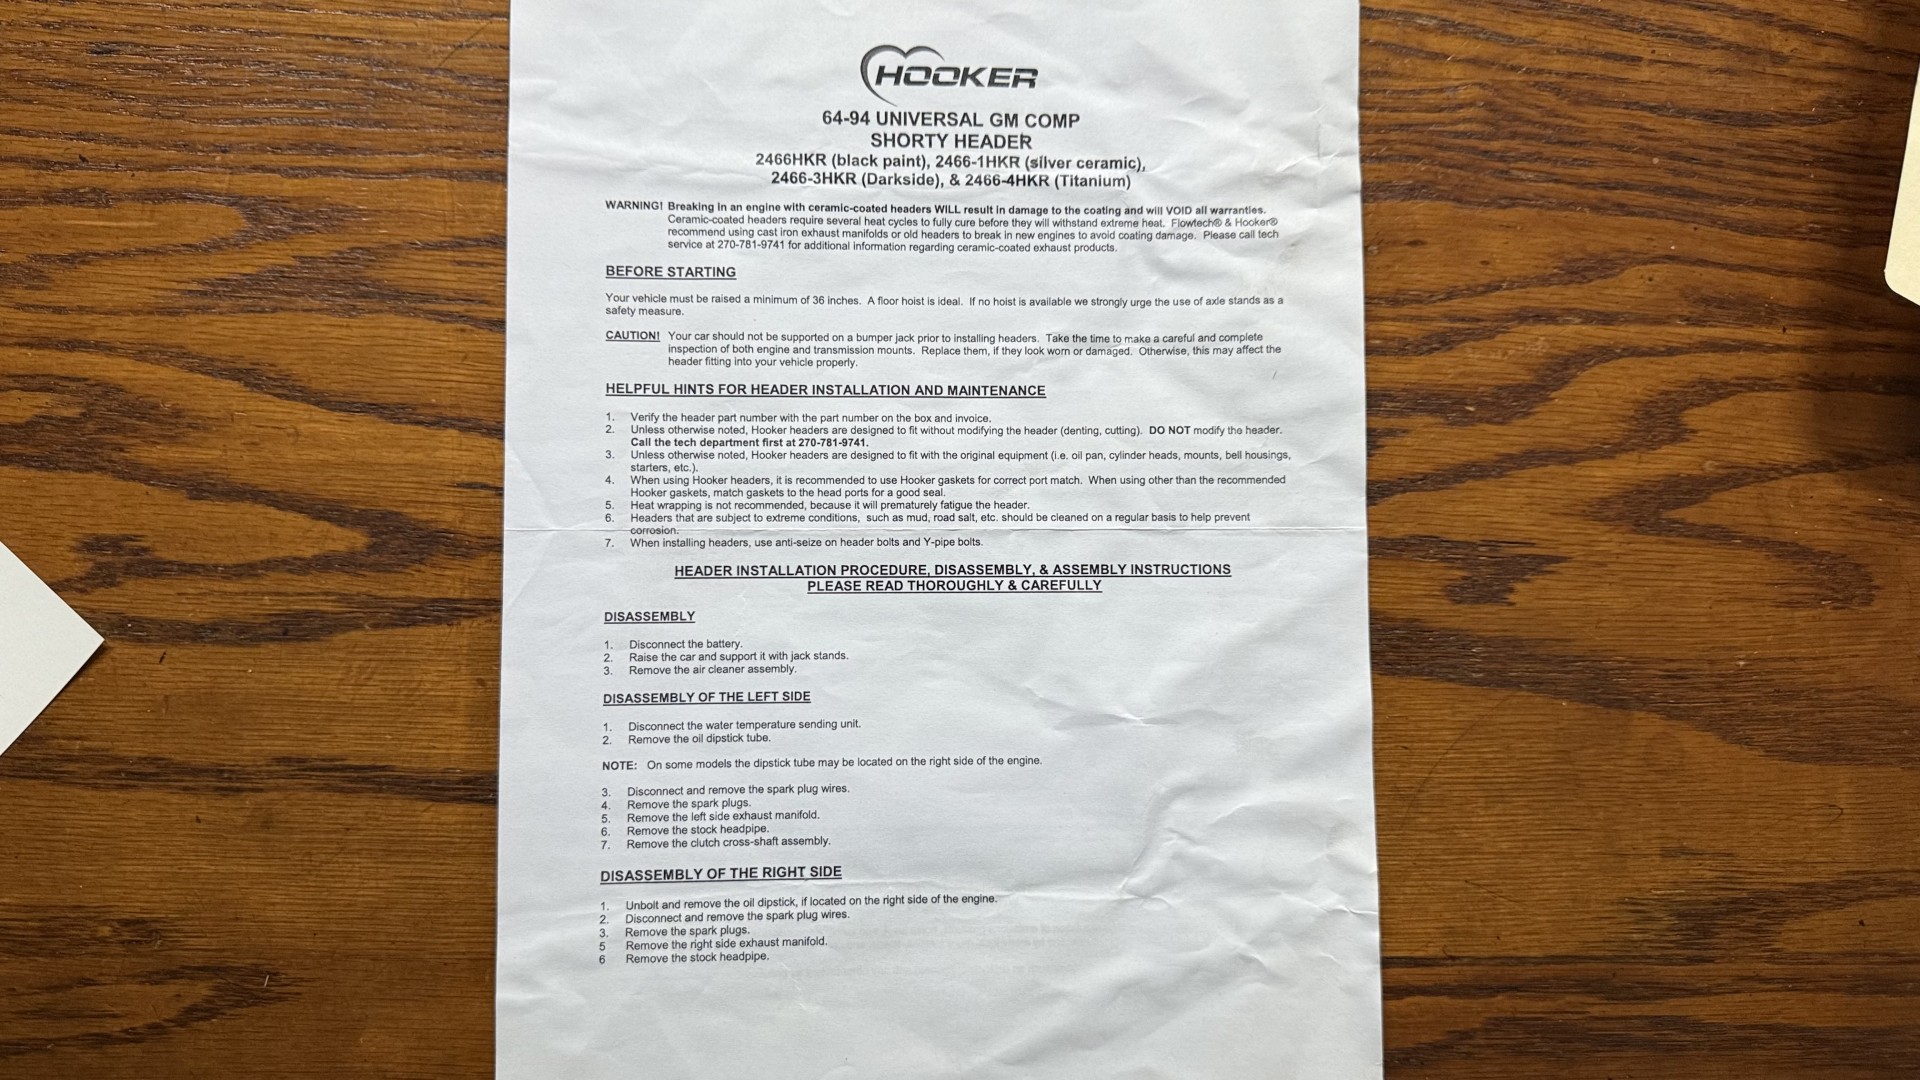 HOOKER
64-94 UNIVERSAL GM COMP
SHORTY HEADER
2466HKR (black paint), 2466-1HKR (silver ceramic),
2466-3HKR (Darkside), & 2466-4HKR (Titanium)
WARNING! Breaking in an engine with ceramic-coated headers WILL result in damage to the coating and will VOID all warranties.
Ceramic-coated headers require several heat cycles to fully cure before they will withstand extreme heat. Flowtech® & Hooker®
recommend using cast iron exhaust manifolds or old headers to break in new engines to avoid coating damage. Please call tech
service at 270-781-9741 for additional information regarding ceramic-coated exhaust products.
BEFORE STARTING
Your vehicle must be raised a minimum of 36 inches. A floor hoist is ideal. If no hoist is available we strongly urge the use of axle stands as a
safety measure.
CAUTION! Your car should not be supported on a bumper jack prior to installing headers. Take the time to make a careful and complete
inspection of both engine and transmission mounts. Replace them, if they look worn or damaged. Otherwise, this may affect the
header fitting into your vehicle properly.
HELPFUL HINTS FOR HEADER INSTALLATION AND MAINTENANCE
1. Verify the header part number with the part number on the box and invoice.
2. Unless otherwise noted, Hooker headers are designed to fit without modifying the header (denting, cutting). DO NOT modify the header.
Call the tech department first at 270-781-9741.
3. Unless otherwise noted, Hooker headers are designed to fit with the original equipment (i.e. oil pan, cylinder heads, mounts, bell housings,
starters, etc.).
4. When using Hooker headers, it is recommended to use Hooker gaskets for correct port match. When using other than the recommended
Hooker gaskets, match gaskets to the head ports for a good seal.
5. Heat wrapping is not recommended, because it will prematurely fatigue the header.
6. Headers that are subject to extreme conditions, such as mud, road salt, etc. should be cleaned on a regular basis to help prevent
corrosion.
7. When installing headers, use anti-seize on header bolts and Y-pipe bolts.
HEADER INSTALLATION PROCEDURE, DISASSEMBLY, & ASSEMBLY INSTRUCTIONS
PLEASE READ THOROUGHLY & CAREFULLY
DISASSEMBLY
1. Disconnect the battery.
2. Raise the car and support it with jack stands.
3. Remove the air cleaner assembly.
DISASSEMBLY OF THE LEFT SIDE
1. Disconnect the water temperature sending unit.
2. Remove the oil dipstick tube.
NOTE: On some models the dipstick tube may be located on the right side of the engine.
3. Disconnect and remove the spark plug wires.
4. Remove the spark plugs.
5. Remove the left side exhaust manifold.
6. Remove the stock headpipe.
7. Remove the clutch cross-shaft assembly.
DISASSEMBLY OF THE RIGHT SIDE
1. Unbolt and remove the oil dipstick, if located on the right side of the engine.
2. Disconnect and remove the spark plug wires.
3. Remove the spark plugs.
5 Remove the right side exhaust manifold.
6 Remove the stock headpipe.